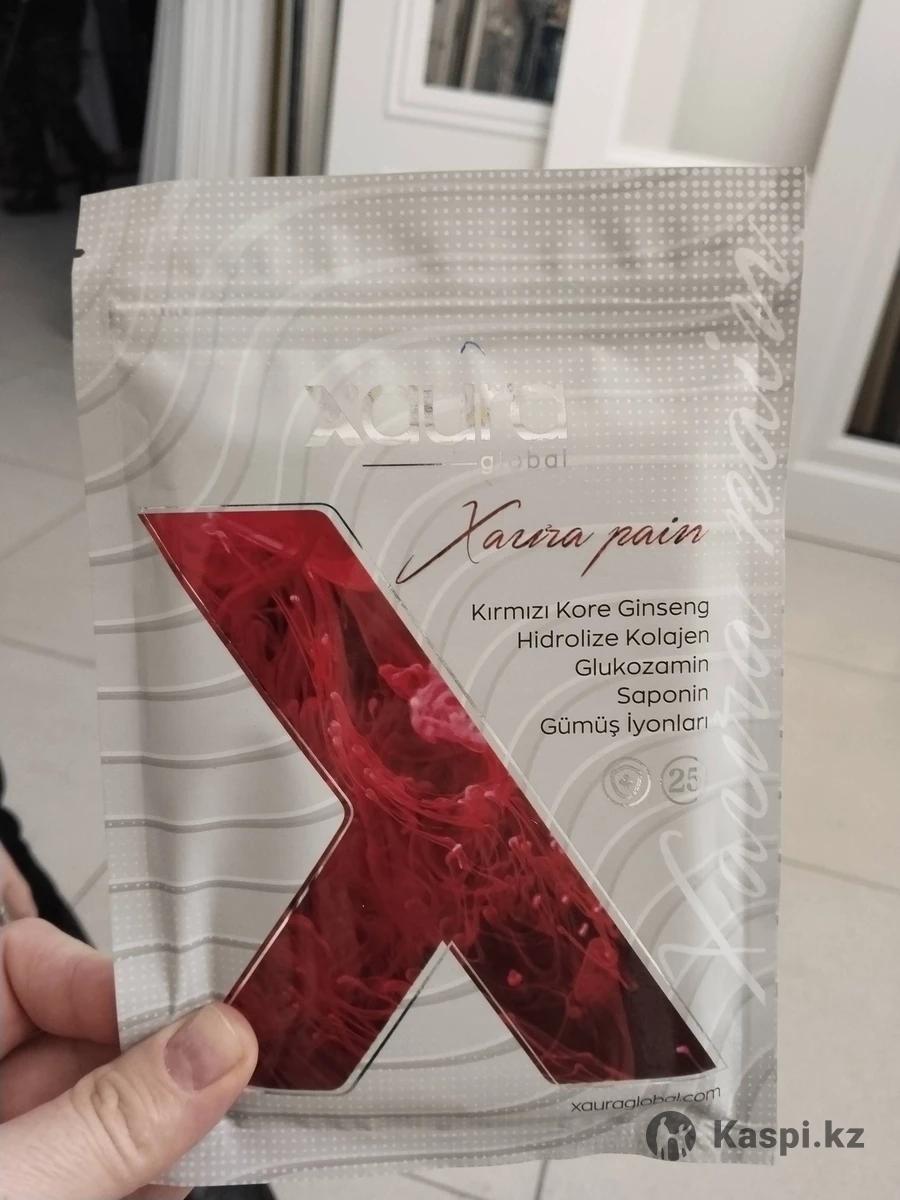 xaura
global
Xaura pain
Kırmızı Kore Ginseng
Hidrolize Kolajen
Glukozamin
Saponin
Gümüş İyonları
25
Xaura pain
xauraglobal.com
Kaspi.kz